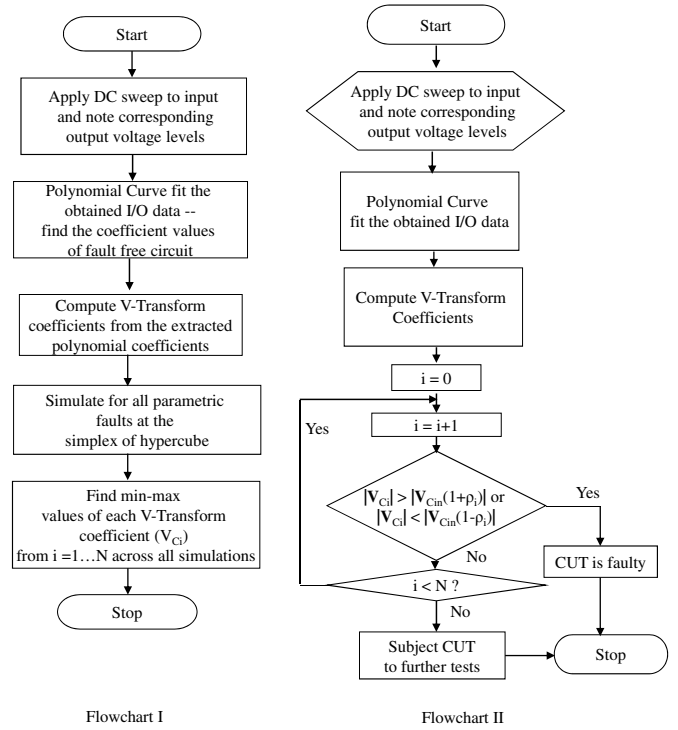 Start
Apply DC sweep to input
and note corresponding
output voltage levels
Polynomial Curve fit the
obtained I/O data --
find the coefficient values
of fault free circuit
Compute V-Transform
coefficients from the extracted
polynomial coefficients
Simulate for all parametric
faults at the
simplex of hypercube
Find min-max
values of each V-Transform
coefficient (V_Ci)
from i =1…N across all simulations
Stop
Flowchart I
Start
Apply DC sweep to input
and note corresponding
output voltage levels
Polynomial Curve
fit the obtained I/O data
Compute V-Transform
Coefficients
i = 0
Yes
i = i+1
|V_Ci| > |V_Cin(1+ρ_i)| or
|V_Ci| < |V_Cin(1-ρ_i)|
Yes
No
CUT is faulty
i < N ?
No
Subject CUT
to further tests
Stop
Flowchart II